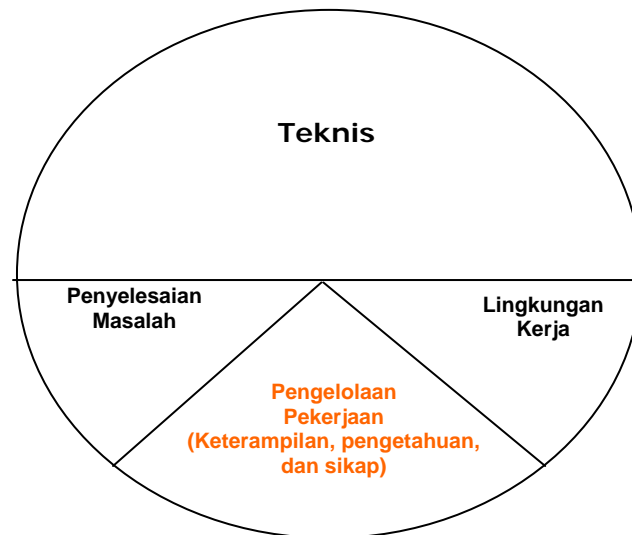 Teknis
Penyelesaian
Masalah
Lingkungan
Kerja
Pengelolaan
Pekerjaan
(Keterampilan, pengetahuan,
dan sikap)